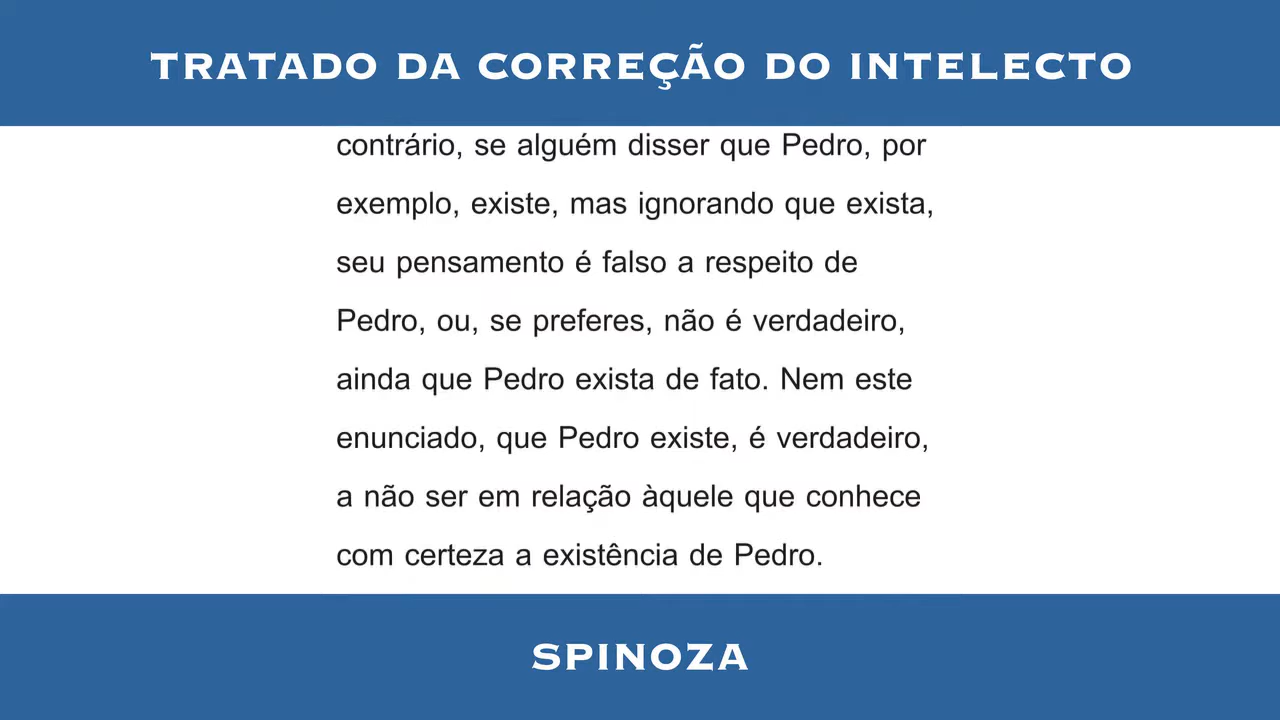 TRATADO DA CORREÇÃO DO INTELECTO
contrário, se alguém disser que Pedro, por
exemplo, existe, mas ignorando que exista,
seu pensamento é falso a respeito de
Pedro, ou, se preferes, não é verdadeiro,
ainda que Pedro exista de fato. Nem este
enunciado, que Pedro existe, é verdadeiro,
a não ser em relação àquele que conhece
com certeza a existência de Pedro.
SPINOZA